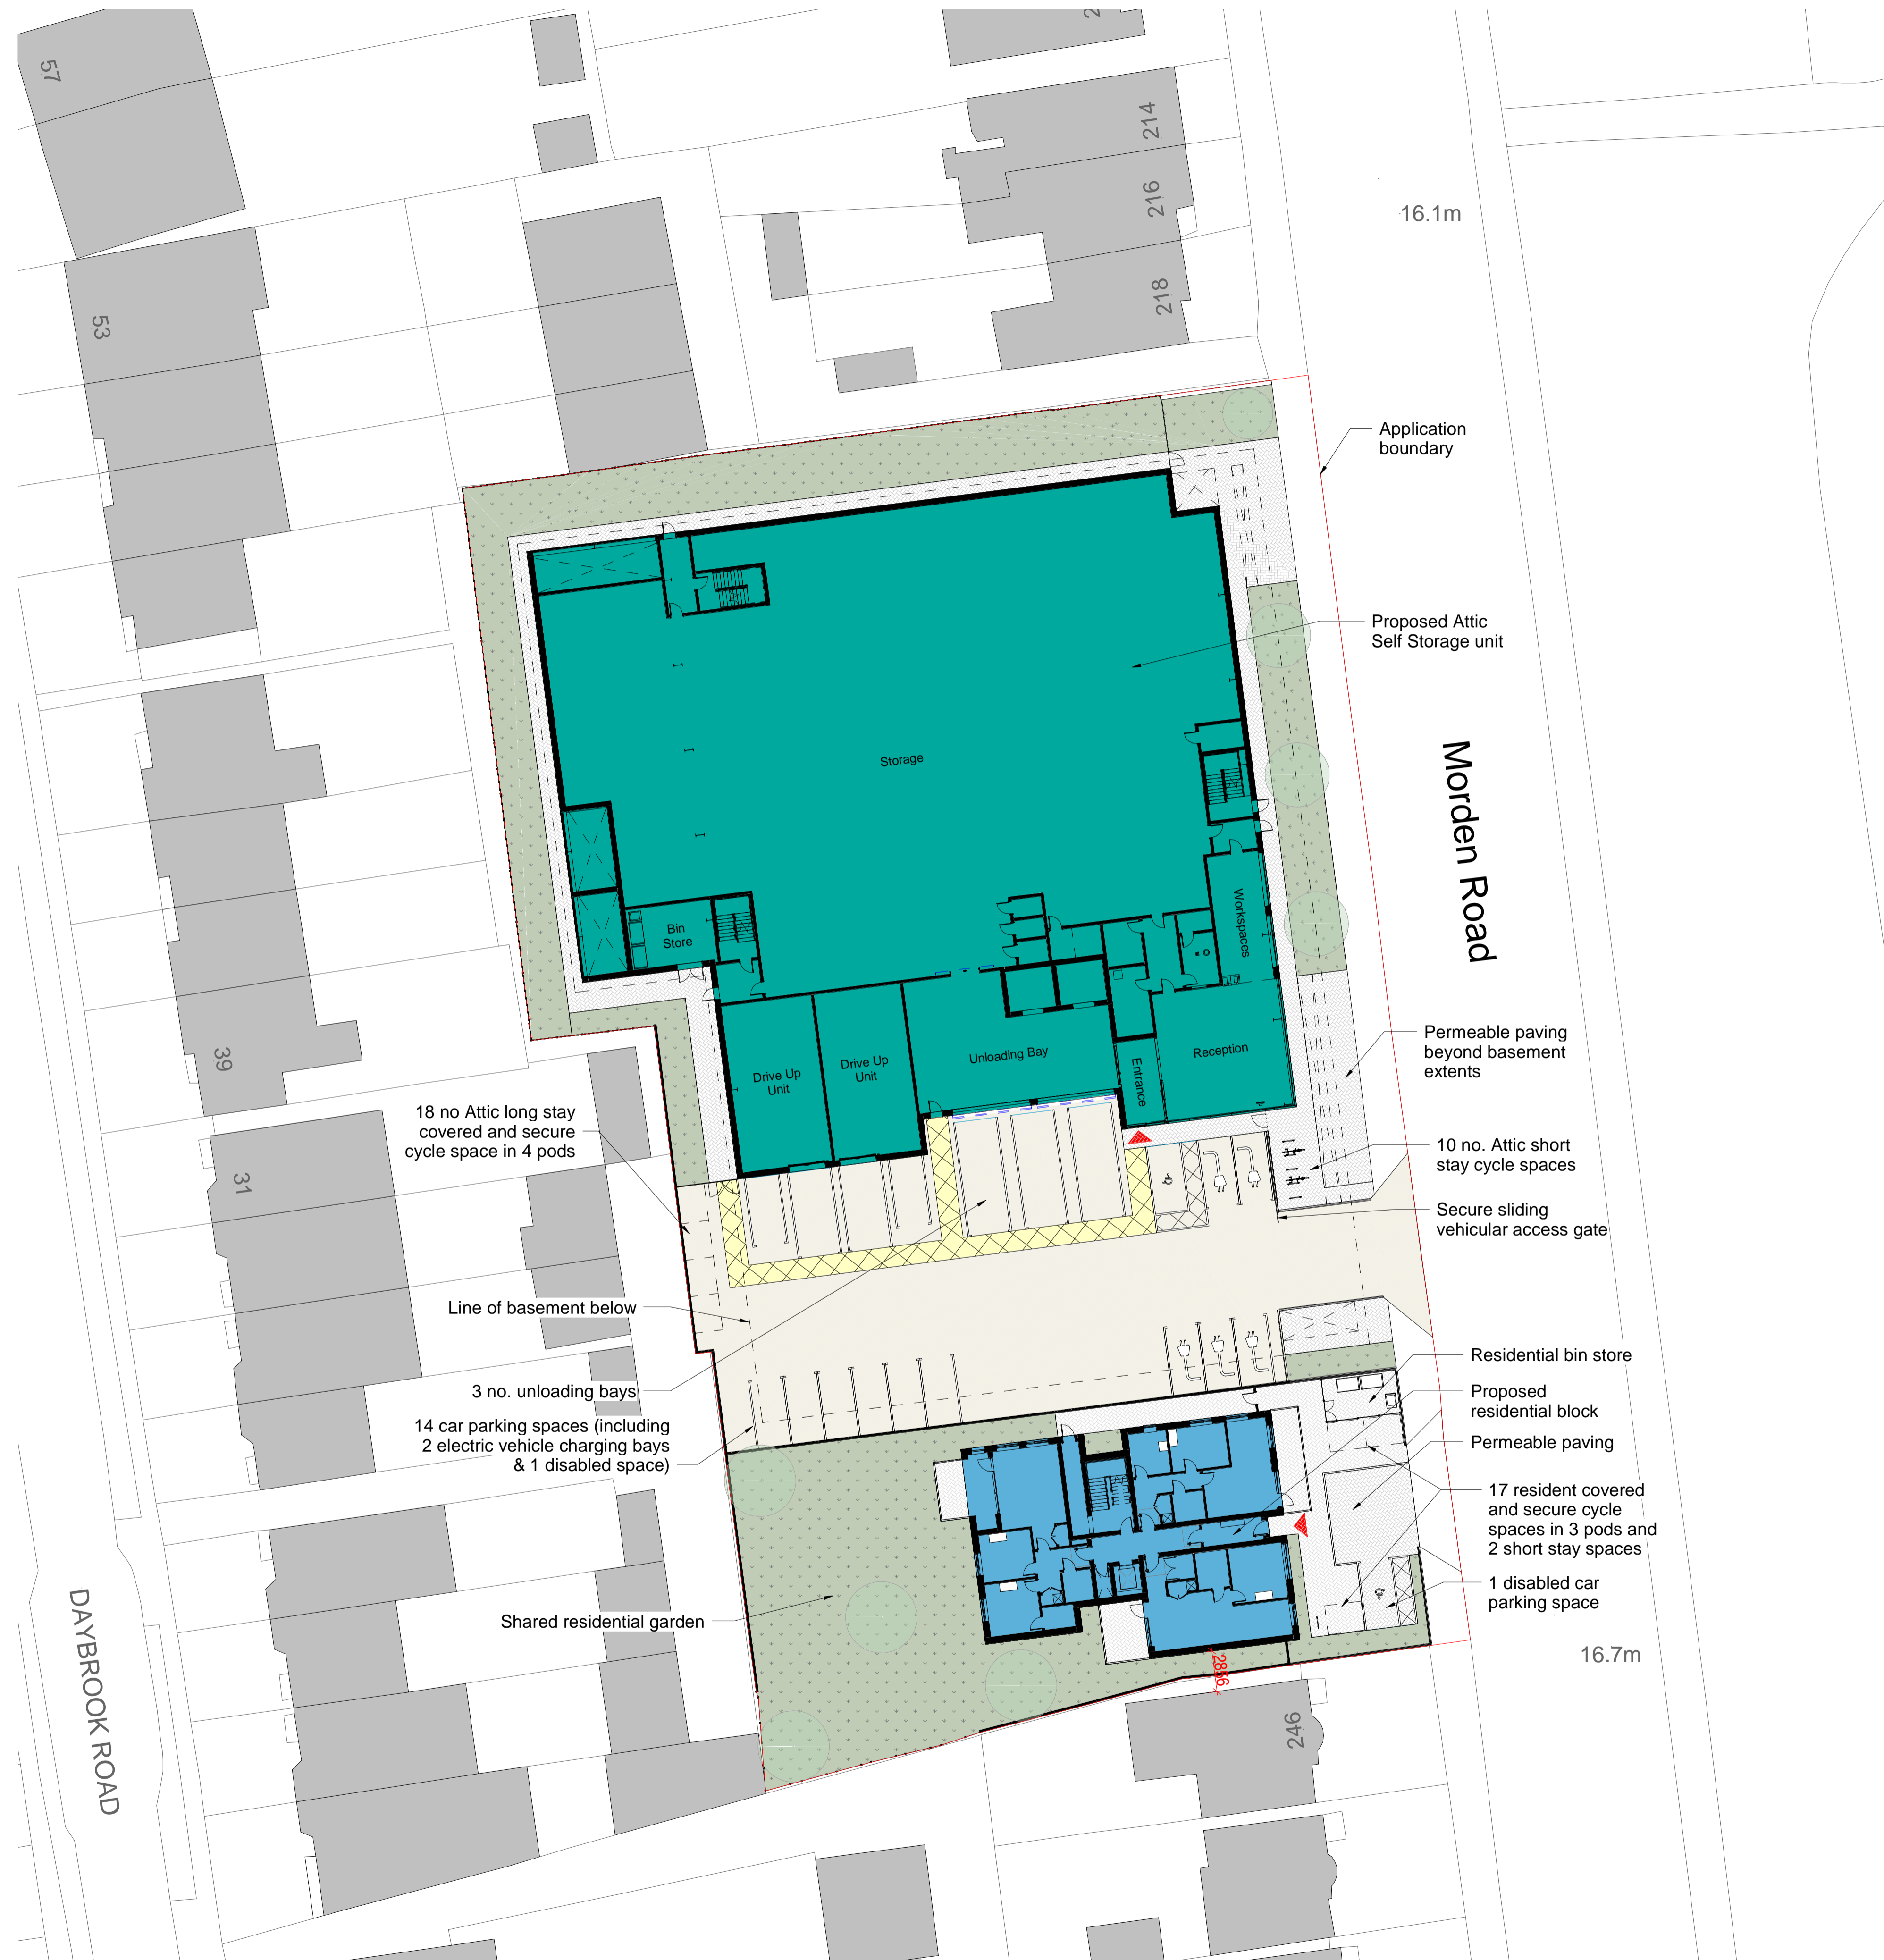 57
214
216
16.1m
218
53
Application
boundary
Proposed Attic
Self Storage unit
Storage
Morden Road
Workspaces
Bin
Store
Permeable paving
beyond basement
extents
Reception
Unloading Bay
Drive Up
Unit
Drive Up
Unit
Entrance
39
18 no Attic long stay
covered and secure
cycle space in 4 pods
10 no. Attic short
stay cycle spaces
31
Secure sliding
vehicular access gate
Line of basement below
Residential bin store
3 no. unloading bays
Proposed
residential block
14 car parking spaces (including
2 electric vehicle charging bays
& 1 disabled space)
Permeable paving
17 resident covered
and secure cycle
spaces in 3 pods and
2 short stay spaces
1 disabled car
parking space
Shared residential garden
DAYBROOK ROAD
16.7m
2856
246